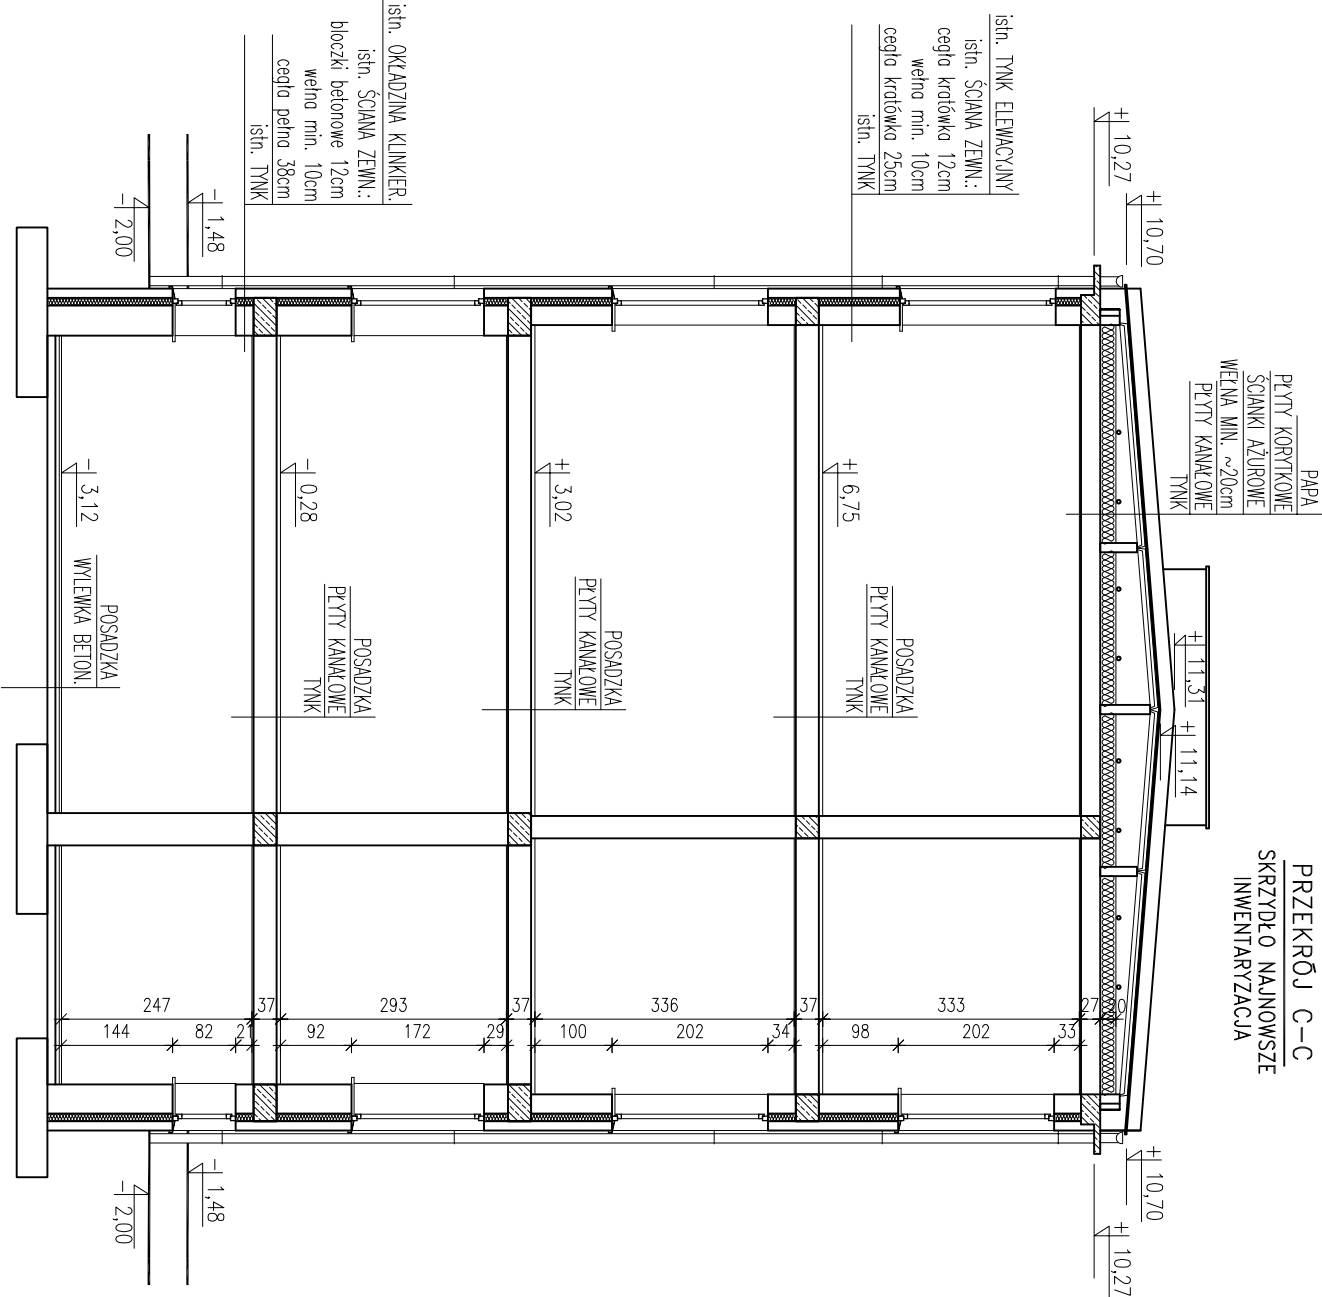 PRZEKRÓJ C-C
SKRZYDŁO NAJNOWSZE
INWENTARYZACJA
PAPA
PŁYTY KORYTKOWE
ŚCIANKI AŻUROWE
WEŁNA MIN. ~20cm
PŁYTY KANAŁOWE
TYNK
+ 11,31
+ 11,14
+ 10,70
+ 10,27
+ 10,70
+ 10,27
istn. TYNK ELEWACYJNY
istn. ŚCIANA ZEWN.:
cegła kratówka 12cm
wełna min. 10cm
cegła kratówka 25cm
istn. TYNK
+ 6,75
POSADZKA
PŁYTY KANAŁOWE
TYNK
+ 3,02
POSADZKA
PŁYTY KANAŁOWE
TYNK
- 0,28
POSADZKA
PŁYTY KANAŁOWE
TYNK
istn. OKŁADZINA KLINKIER.
istn. ŚCIANA ZEWN.:
bloczki betonowe 12cm
wełna min. 10cm
cegła pełna 38cm
istn. TYNK
- 1,48
- 2,00
- 1,48
- 2,00
- 3,12
POSADZKA
WYLEWKA BETON.
247
37
293
37
336
37
333
27
20
144
82
21
92
172
29
100
202
34
98
202
33